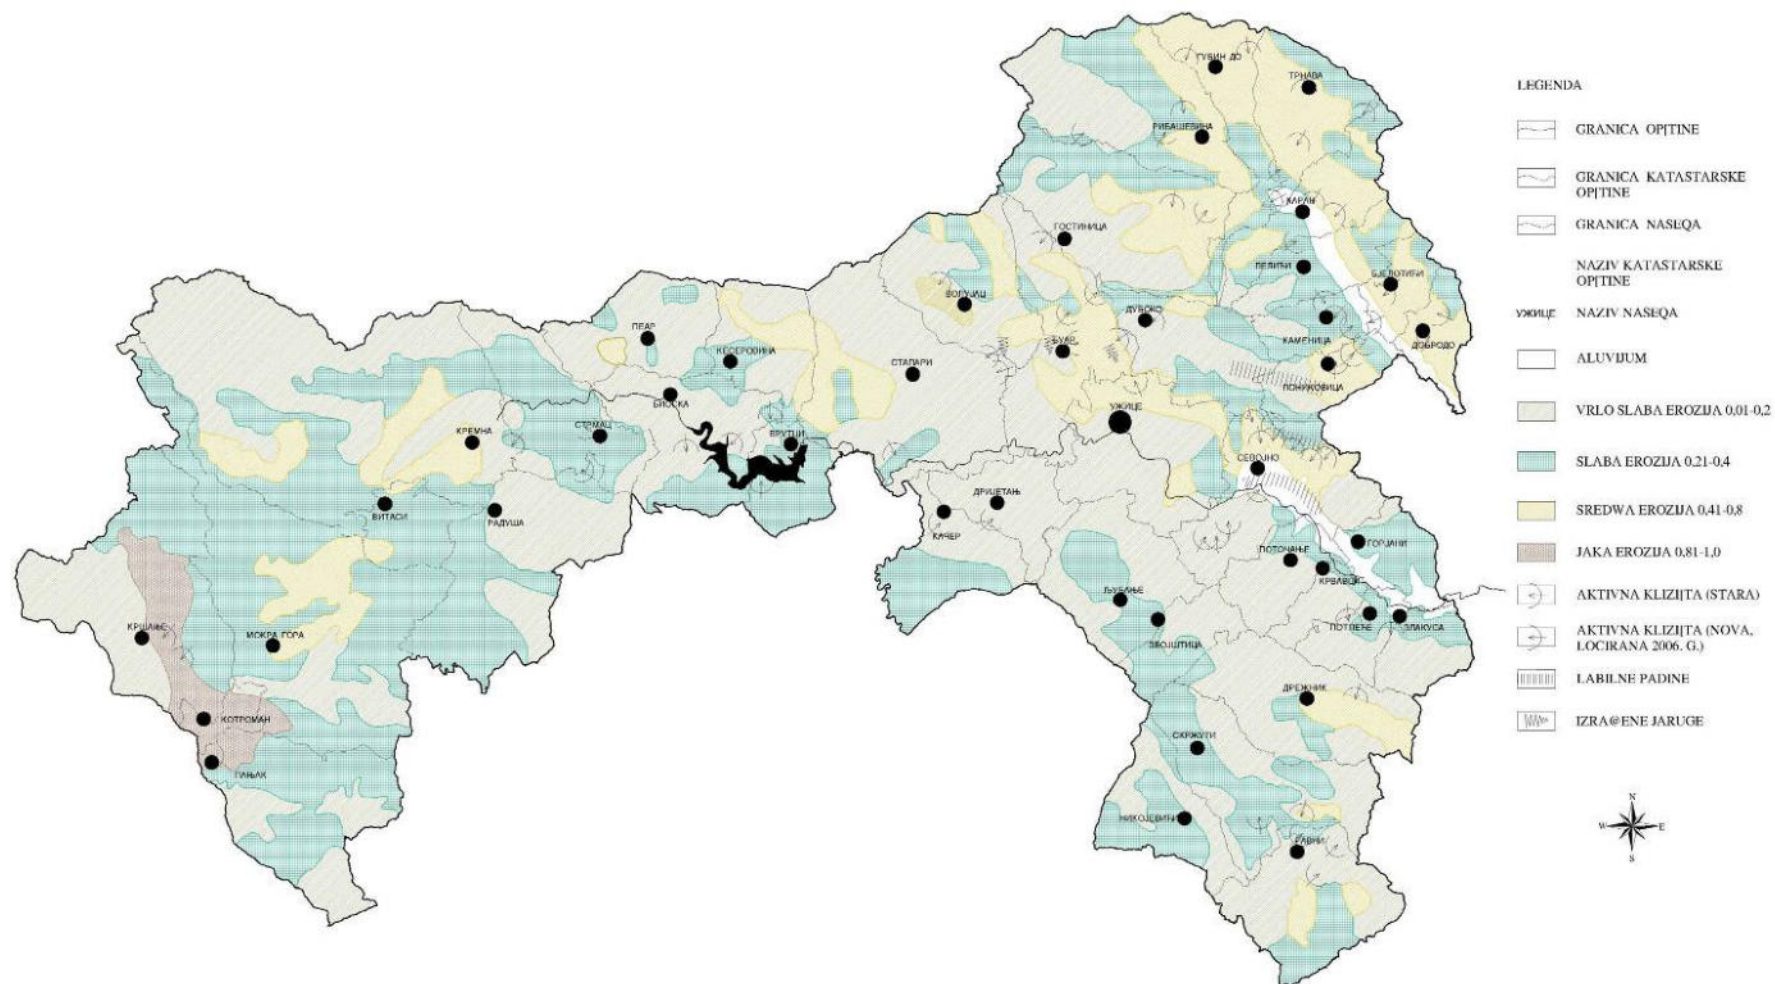 ГУБИН ДО
ТРНАВА
РИБАШЕВИНА
КАРАН
ГОСТИНИЦА
ПЕАР
КЕСЕРОВИНА
СТАПАРИ
ДУБОКО
КАМЕНИЦА
ПОНИКОВИЦА
ДОБРОДО
БИОСКА
УЖИЦЕ
КРЕМНА
СТРМАЦ
ВРУТЦИ
СЕВОЈНО
ВИТАСИ
РАДУША
КАЧЕР
ДРИЈЕТАЊ
ПОТОЧАЊЕ
ГОРЈАНИ
ЉУБАЊЕ
ПОТПЕЋЕ
ЗЛАКУСА
КРШАЊЕ
МОКРА ГОРА
ЗБОЈШТИЦА
ДРЕЖНИК
КОТРОМАН
СКРЖУТИ
ПАЊАК
НИКОЈЕВИЋИ
РАВНИ
LEGENDA
GRANICA OP[TINE
GRANICA KATASTARSKE
OP[TINE
GRANICA NASEQA
NAZIV KATASTARSKE
OP[TINE
УЖИЦЕ NAZIV NASEQA
ALUVIJUM
VRLO SLABA EROZIJA 0,01-0,2
SLABA EROZIJA 0,21-0,4
SREDWA EROZIJA 0,41-0,8
JAKA EROZIJA 0,81-1,0
AKTIVNA KLIZI[TA (STARA)
AKTIVNA KLIZI[TA (NOVA,
LOCIRANA 2006. G.)
LABILNE PADINE
IZRA@ENE JARUGE
N
W E
S